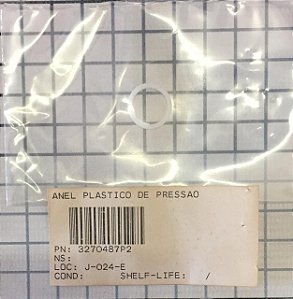 ANEL PLASTICO DE PRESSAO
PN: 3270487P2
NS:
LOC: J-024-E
COND: SHELF-LIFE: /